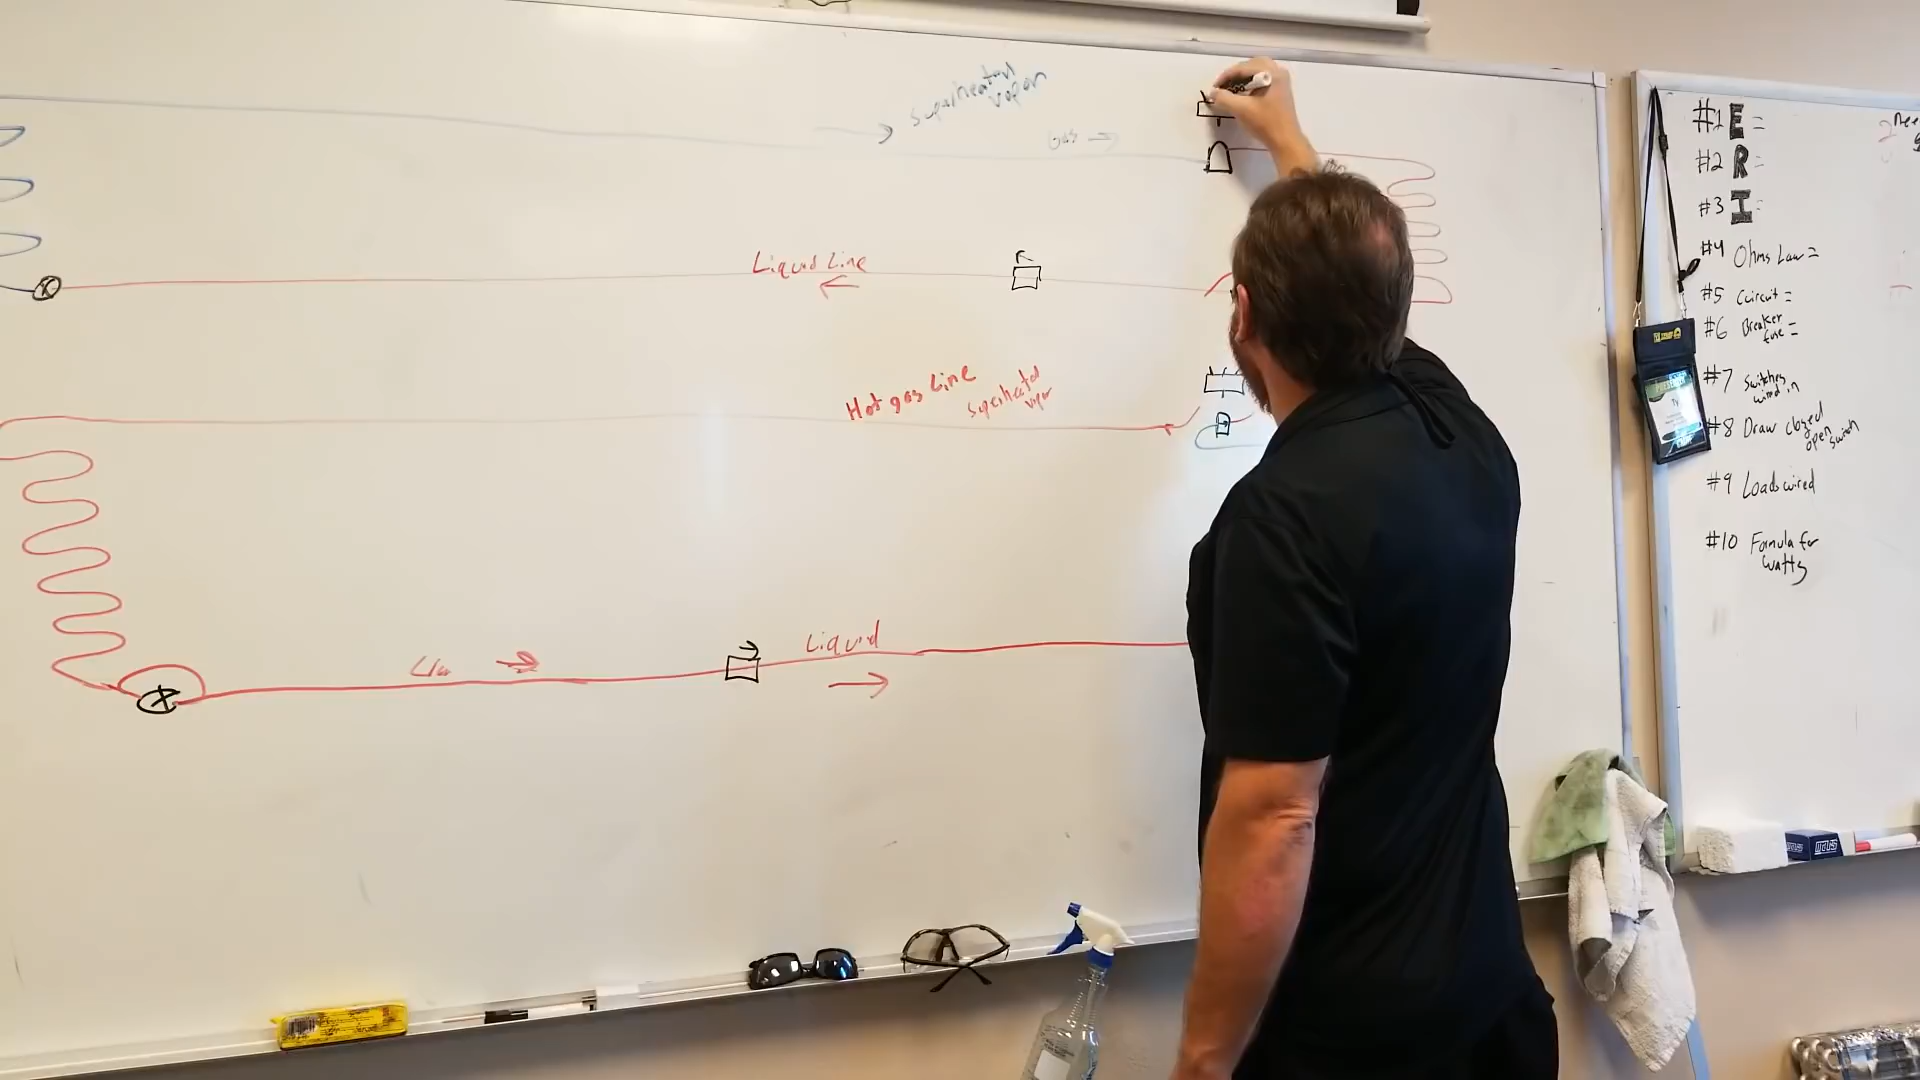 Superheated
vapor
Gas
Liquid Line
Hot gas Line
Superheated
vapor
Liquid
#1 E =
#2 R =
#3 I =
#4 Ohms Law =
#5 Circuit =
#6 Breaker
fuse =
#7 Switches
wired in
#8 Draw closed
open switch
#9 Loads wired
#10 Formula for
watts